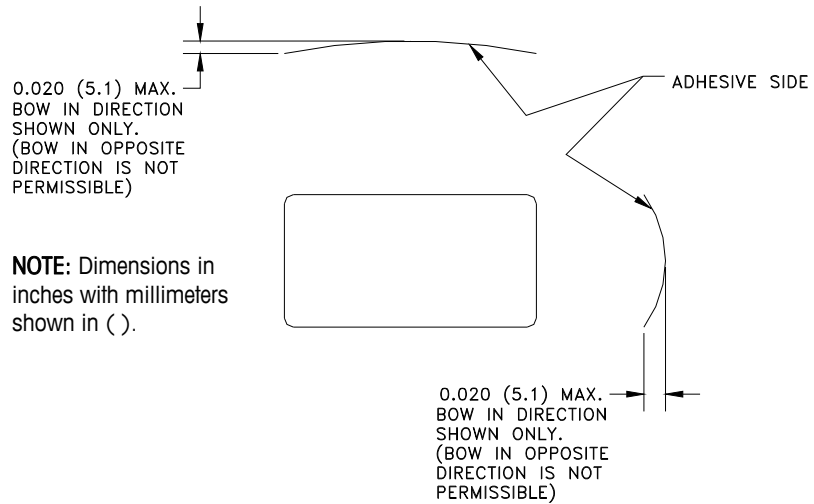 0.020 (5.1) MAX.
BOW IN DIRECTION
SHOWN ONLY.
(BOW IN OPPOSITE
DIRECTION IS NOT
PERMISSIBLE)
ADHESIVE SIDE
NOTE: Dimensions in
inches with millimeters
shown in ( ).
0.020 (5.1) MAX.
BOW IN DIRECTION
SHOWN ONLY.
(BOW IN OPPOSITE
DIRECTION IS NOT
PERMISSIBLE)